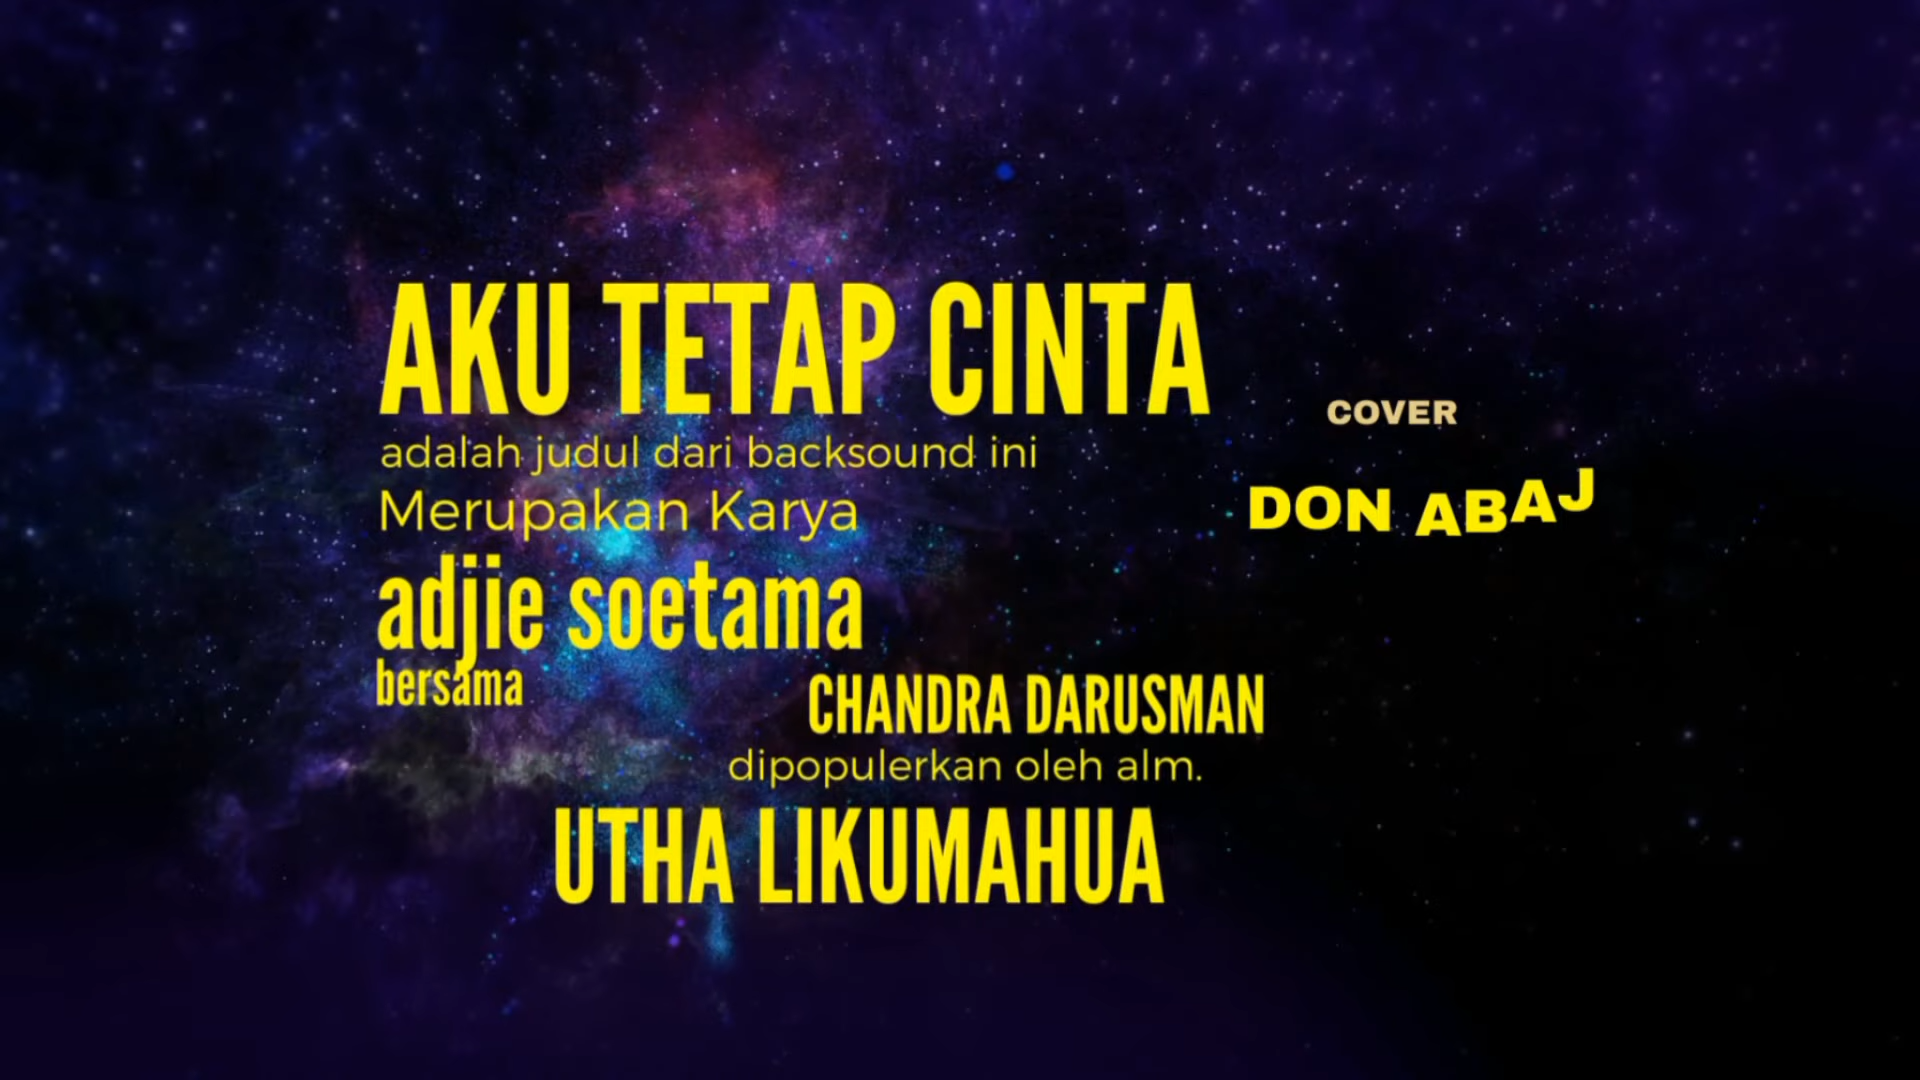 AKU TETAP CINTA
adalah judul dari backsound ini
Merupakan Karya
adjie soetama
bersama
CHANDRA DARUSMAN
dipopulerkan oleh alm.
UTHA LIKUMAHUA
COVER
DON ABAJ